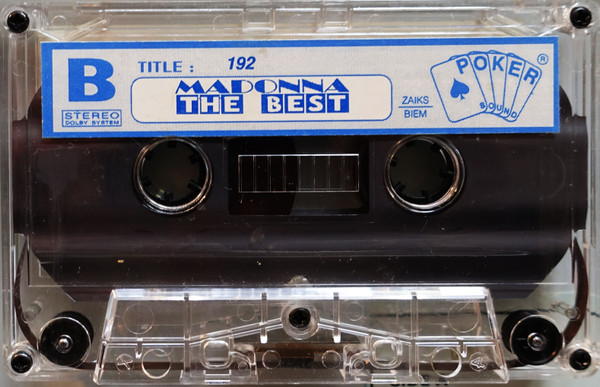 B
STEREO
DOLBY SYSTEM
TITLE : 192
MADONNA
THE BEST
ZAIKS
BIEM
POKER ®
SOUND